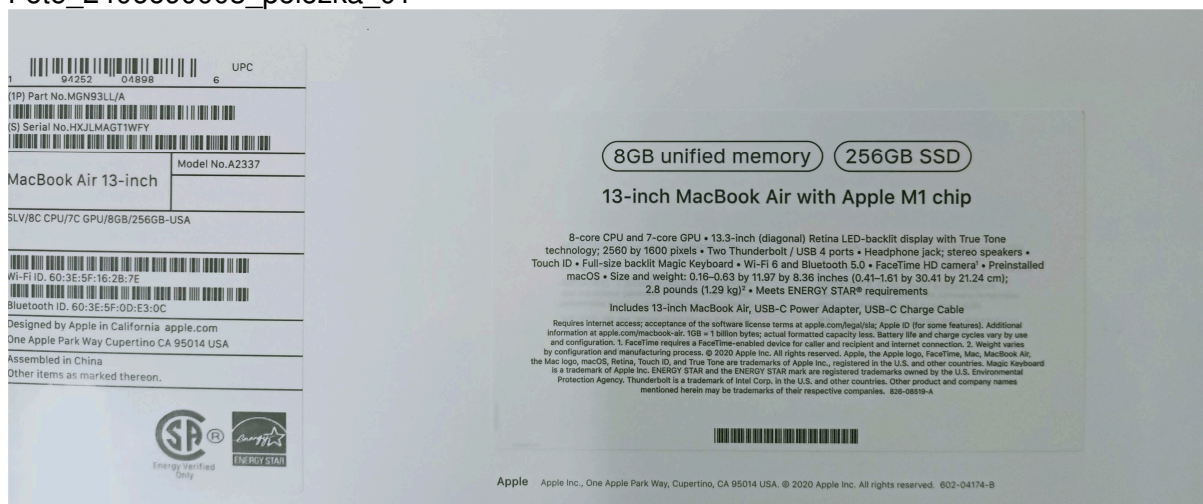 UPC
1 94252 04898 6
(1P) Part No.MGN93LL/A
(S) Serial No.HXJLMAGT1WFY
MacBook Air 13-inch
Model No.A2337
SLV/8C CPU/7C GPU/8GB/256GB-USA
Wi-Fi ID. 60:3E:5F:16:2B:7E
Bluetooth ID. 60:3E:5F:0D:E3:0C
Designed by Apple in California apple.com
One Apple Park Way Cupertino CA 95014 USA
Assembled in China
Other items as marked thereon.
SP ®
Energy Verified
Only
energy
ENERGY STAR
8GB unified memory 256GB SSD
13-inch MacBook Air with Apple M1 chip
8-core CPU and 7-core GPU • 13.3-inch (diagonal) Retina LED-backlit display with True Tone
technology; 2560 by 1600 pixels • Two Thunderbolt / USB 4 ports • Headphone jack; stereo speakers •
Touch ID • Full-size backlit Magic Keyboard • Wi-Fi 6 and Bluetooth 5.0 • FaceTime HD camera¹ • Preinstalled
macOS • Size and weight: 0.16–0.63 by 11.97 by 8.36 inches (0.41–1.61 by 30.41 by 21.24 cm);
2.8 pounds (1.29 kg)² • Meets ENERGY STAR® requirements
Includes 13-inch MacBook Air, USB-C Power Adapter, USB-C Charge Cable
Requires internet access; acceptance of the software license terms at apple.com/legal/sla; Apple ID (for some features). Additional
information at apple.com/macbook-air. 1GB = 1 billion bytes; actual formatted capacity less. Battery life and charge cycles vary by use
and configuration. 1. FaceTime requires a FaceTime-enabled device for caller and recipient and internet connection. 2. Weight varies
by configuration and manufacturing process. © 2020 Apple Inc. All rights reserved. Apple, the Apple logo, FaceTime, Mac, MacBook Air,
the Mac logo, macOS, Retina, Touch ID, and True Tone are trademarks of Apple Inc., registered in the U.S. and other countries. Magic Keyboard
is a trademark of Apple Inc. ENERGY STAR and the ENERGY STAR mark are registered trademarks owned by the U.S. Environmental
Protection Agency. Thunderbolt is a trademark of Intel Corp. in the U.S. and other countries. Other product and company names
mentioned herein may be trademarks of their respective companies. 826-08519-A
Apple Apple Inc., One Apple Park Way, Cupertino, CA 95014 USA. © 2020 Apple Inc. All rights reserved. 602-04174-B